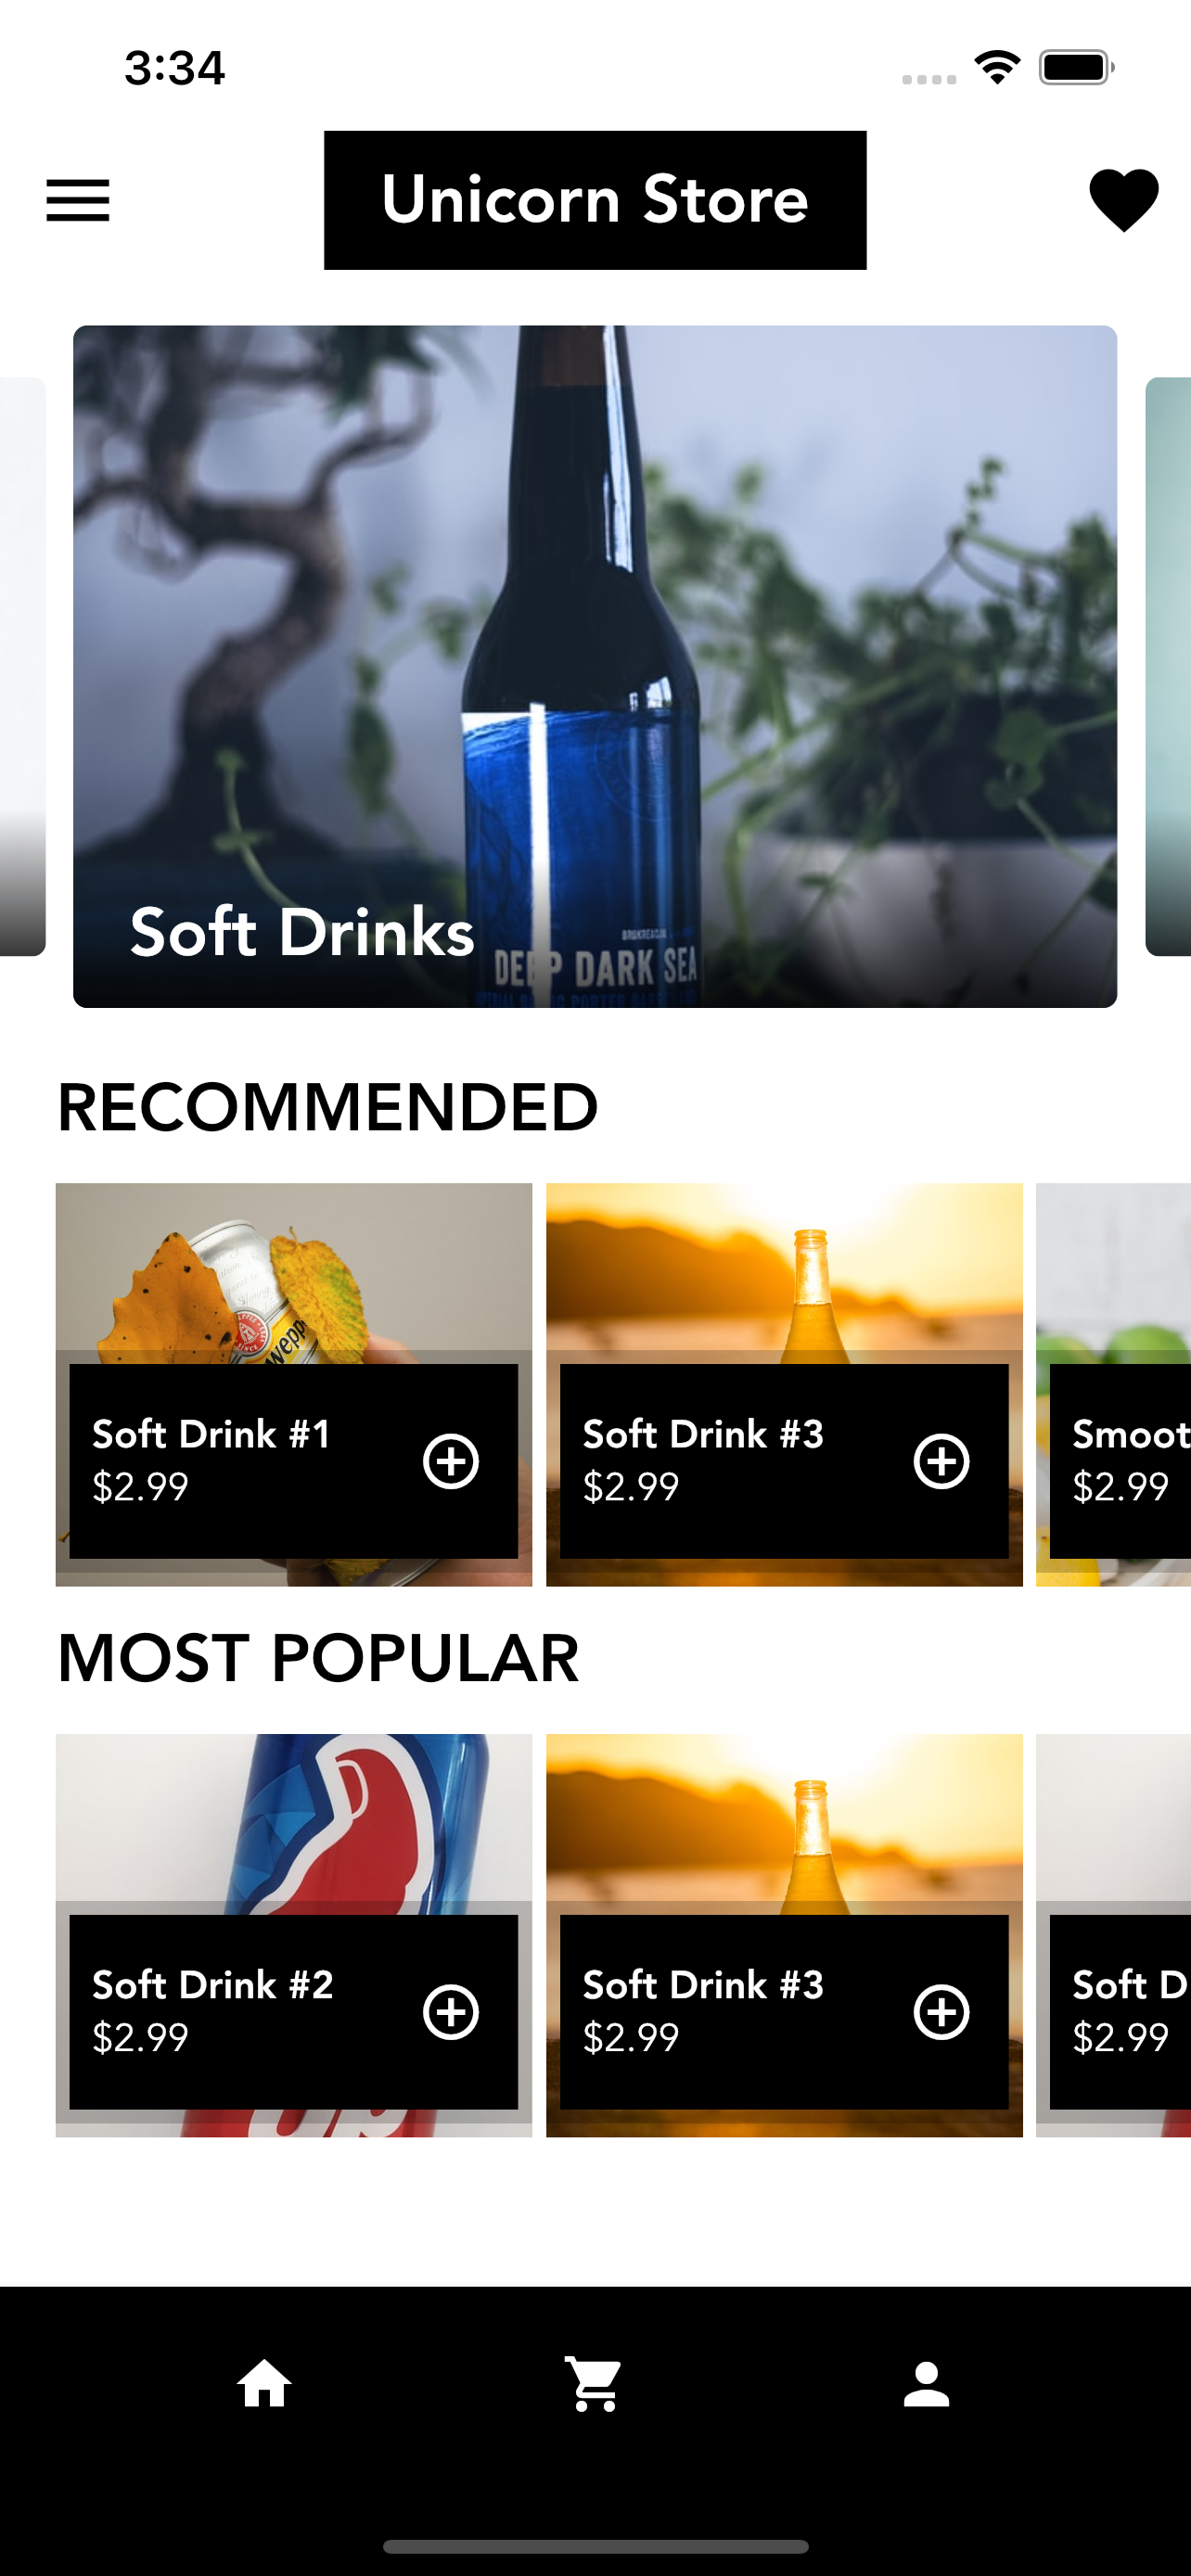 3:34
Unicorn Store
Soft Drinks
DEEP DARK SEA
RECOMMENDED
Soft Drink #1
$2.99
Soft Drink #3
$2.99
Smoot
$2.99
MOST POPULAR
Soft Drink #2
$2.99
Soft Drink #3
$2.99
Soft D
$2.99